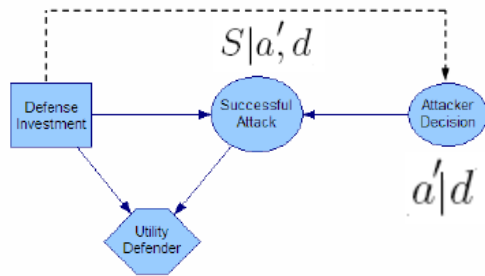 S|a′, d
Defense
Investment
Successful
Attack
Attacker
Decision
a′|d
Utility
Defender